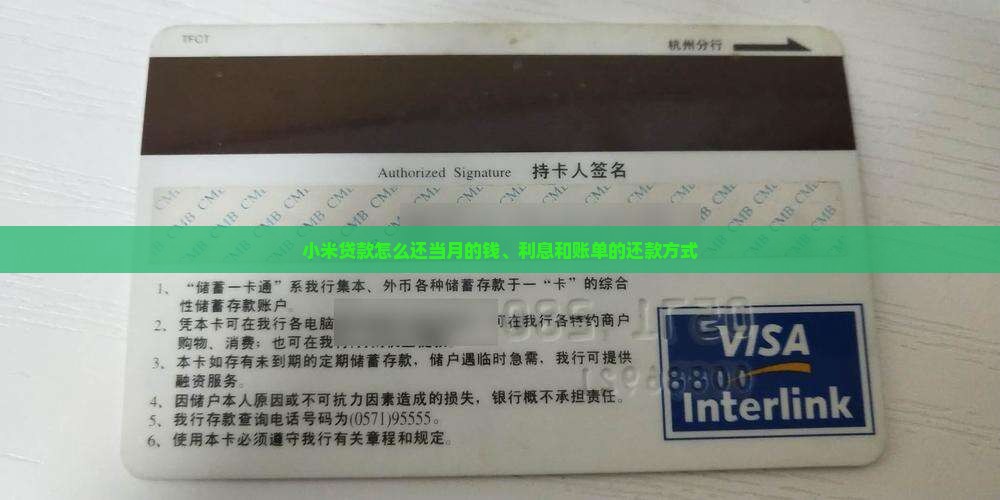 TECT
杭州分行
Authorized Signature 持卡人签名
小米贷款怎么还当月的钱、利息和账单的还款方式
1、“储蓄一卡通”系我行集本、外币各种储蓄存款于一“卡”的综合
性储蓄存款账户
2、凭本卡可在我行各电脑 可在我行各特约商户
购物、消费；也可在我
3、本卡如存有未到期的定期储蓄存款，储户遇临时急需，我行可提供
融资服务。
4、因储户本人原因或不可抗力因素造成的损失，银行概不承担责任。
5、我行存款查询电话号码为(0571)95555。
6、使用本卡必须遵守我行有关章程和规定。
VISA
Interlink